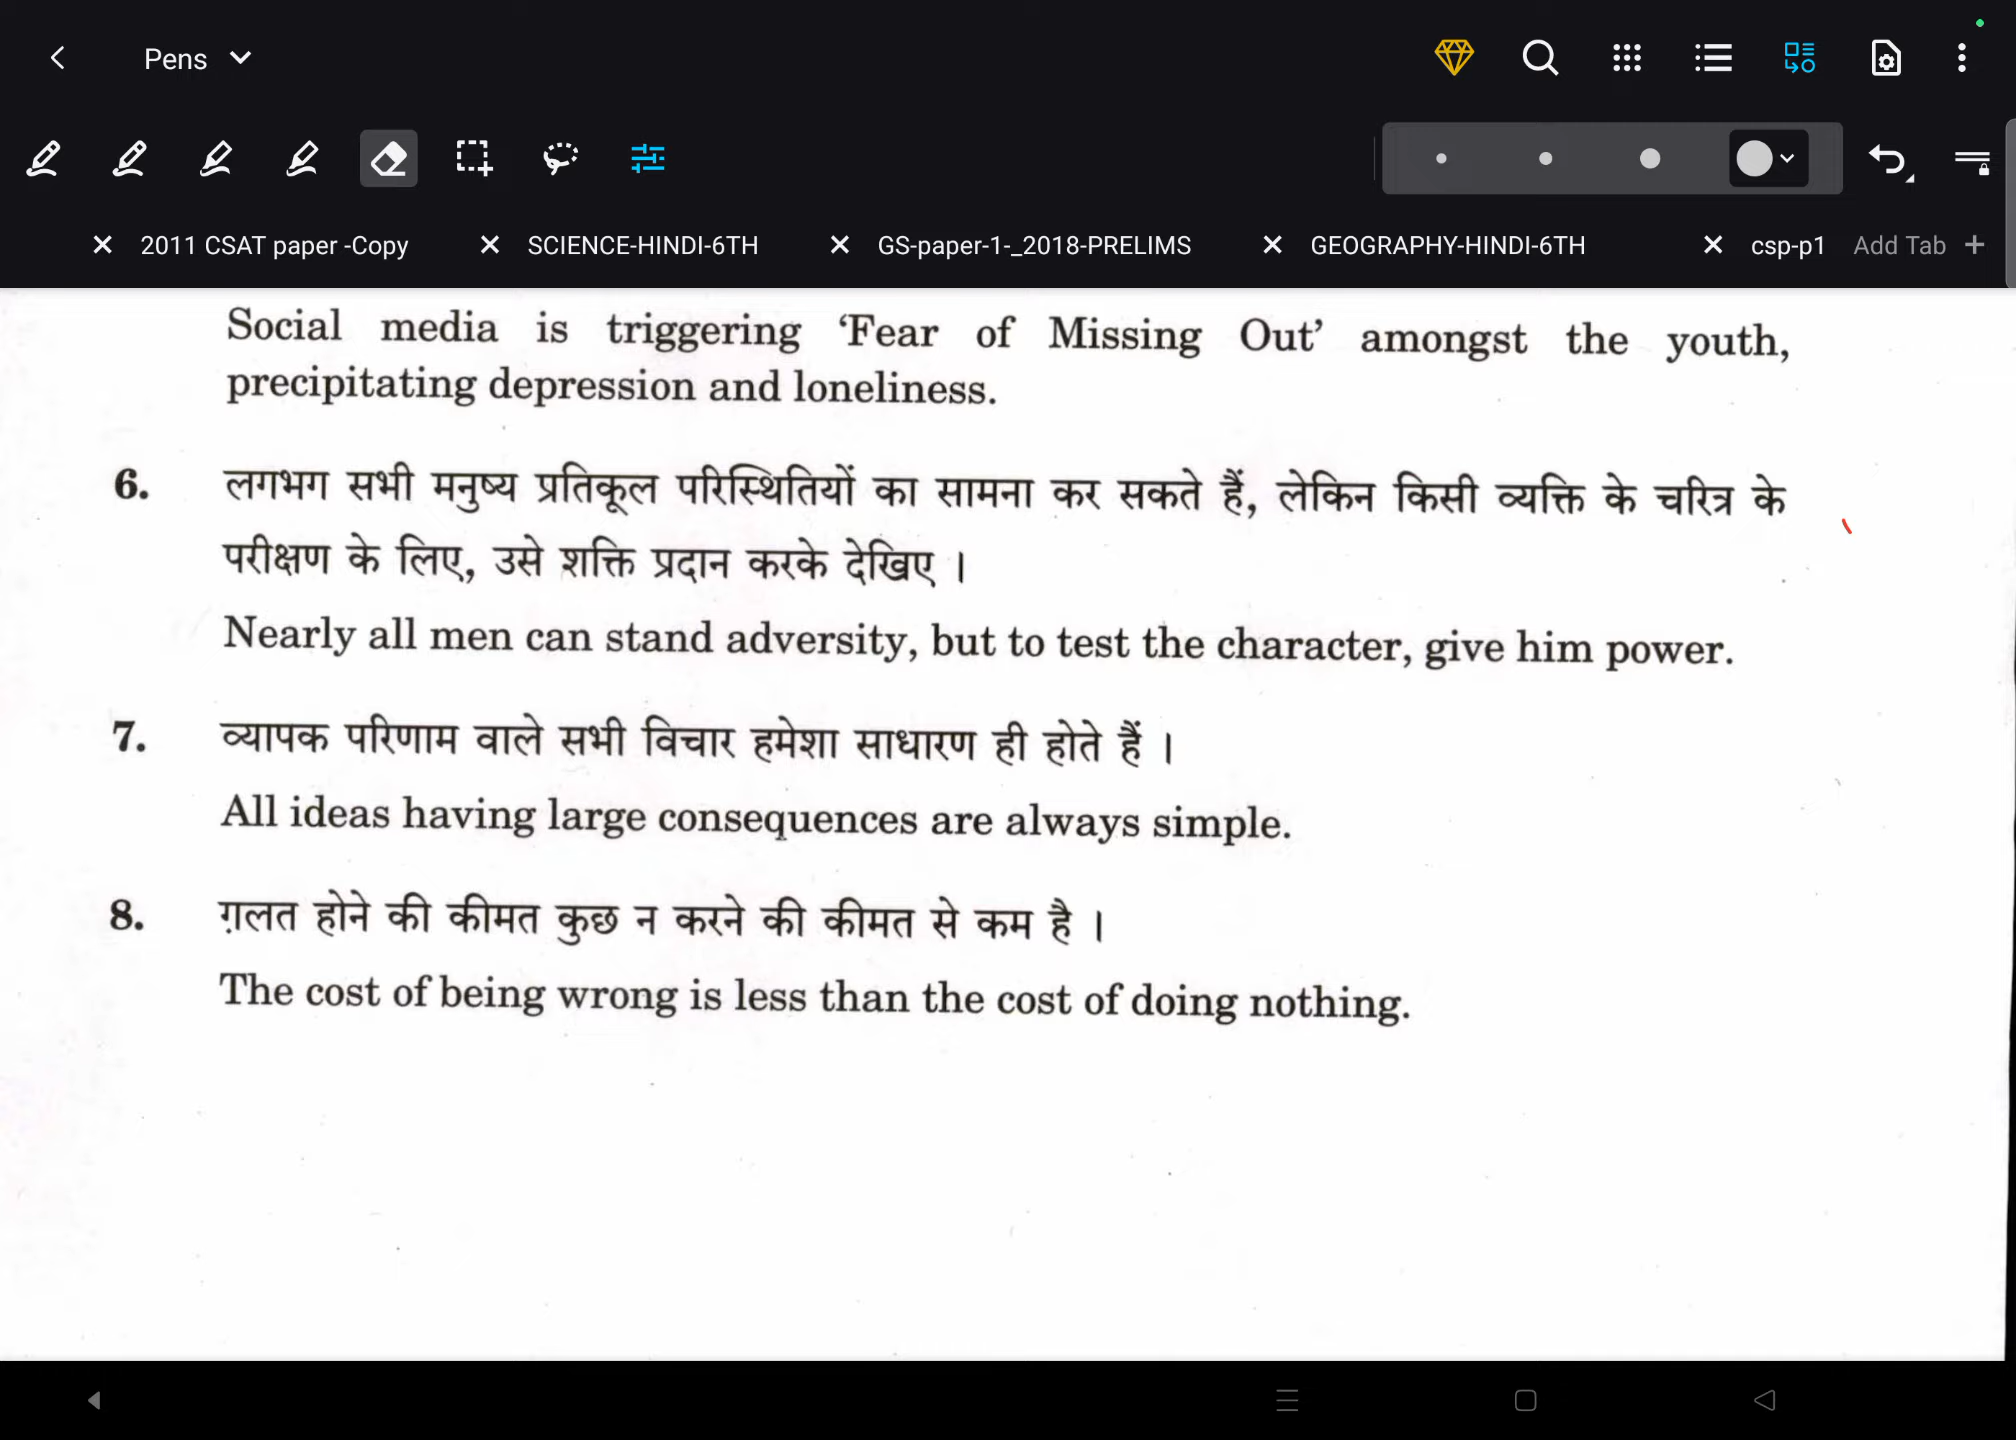 Pens
2011 CSAT paper -Copy
SCIENCE-HINDI-6TH
GS-paper-1-_2018-PRELIMS
GEOGRAPHY-HINDI-6TH
csp-p1
Add Tab
Social media is triggering ‘Fear of Missing Out’ amongst the youth,
precipitating depression and loneliness.
6. लगभग सभी मनुष्य प्रतिकूल परिस्थितियों का सामना कर सकते हैं, लेकिन किसी व्यक्ति के चरित्र के
परीक्षण के लिए, उसे शक्ति प्रदान करके देखिए ।
Nearly all men can stand adversity, but to test the character, give him power.
7. व्यापक परिणाम वाले सभी विचार हमेशा साधारण ही होते हैं ।
All ideas having large consequences are always simple.
8. ग़लत होने की कीमत कुछ न करने की कीमत से कम है ।
The cost of being wrong is less than the cost of doing nothing.